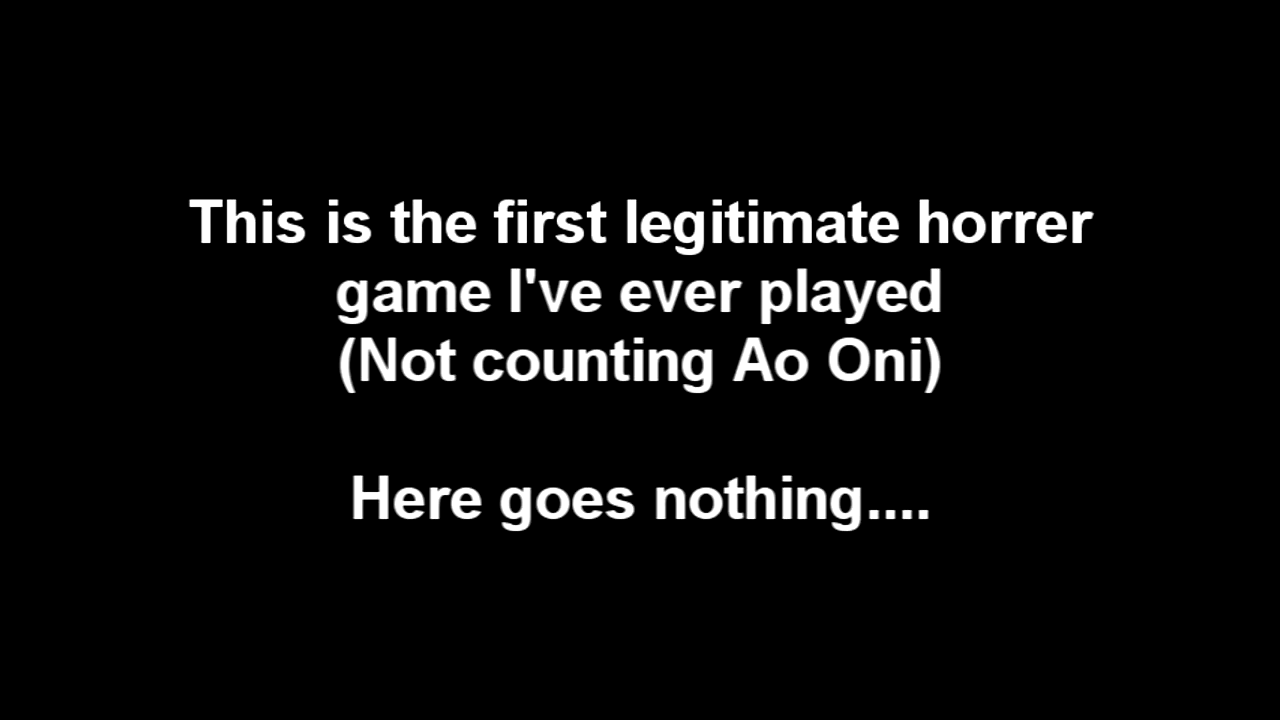 This is the first legitimate horrer
game I've ever played
(Not counting Ao Oni)
Here goes nothing....